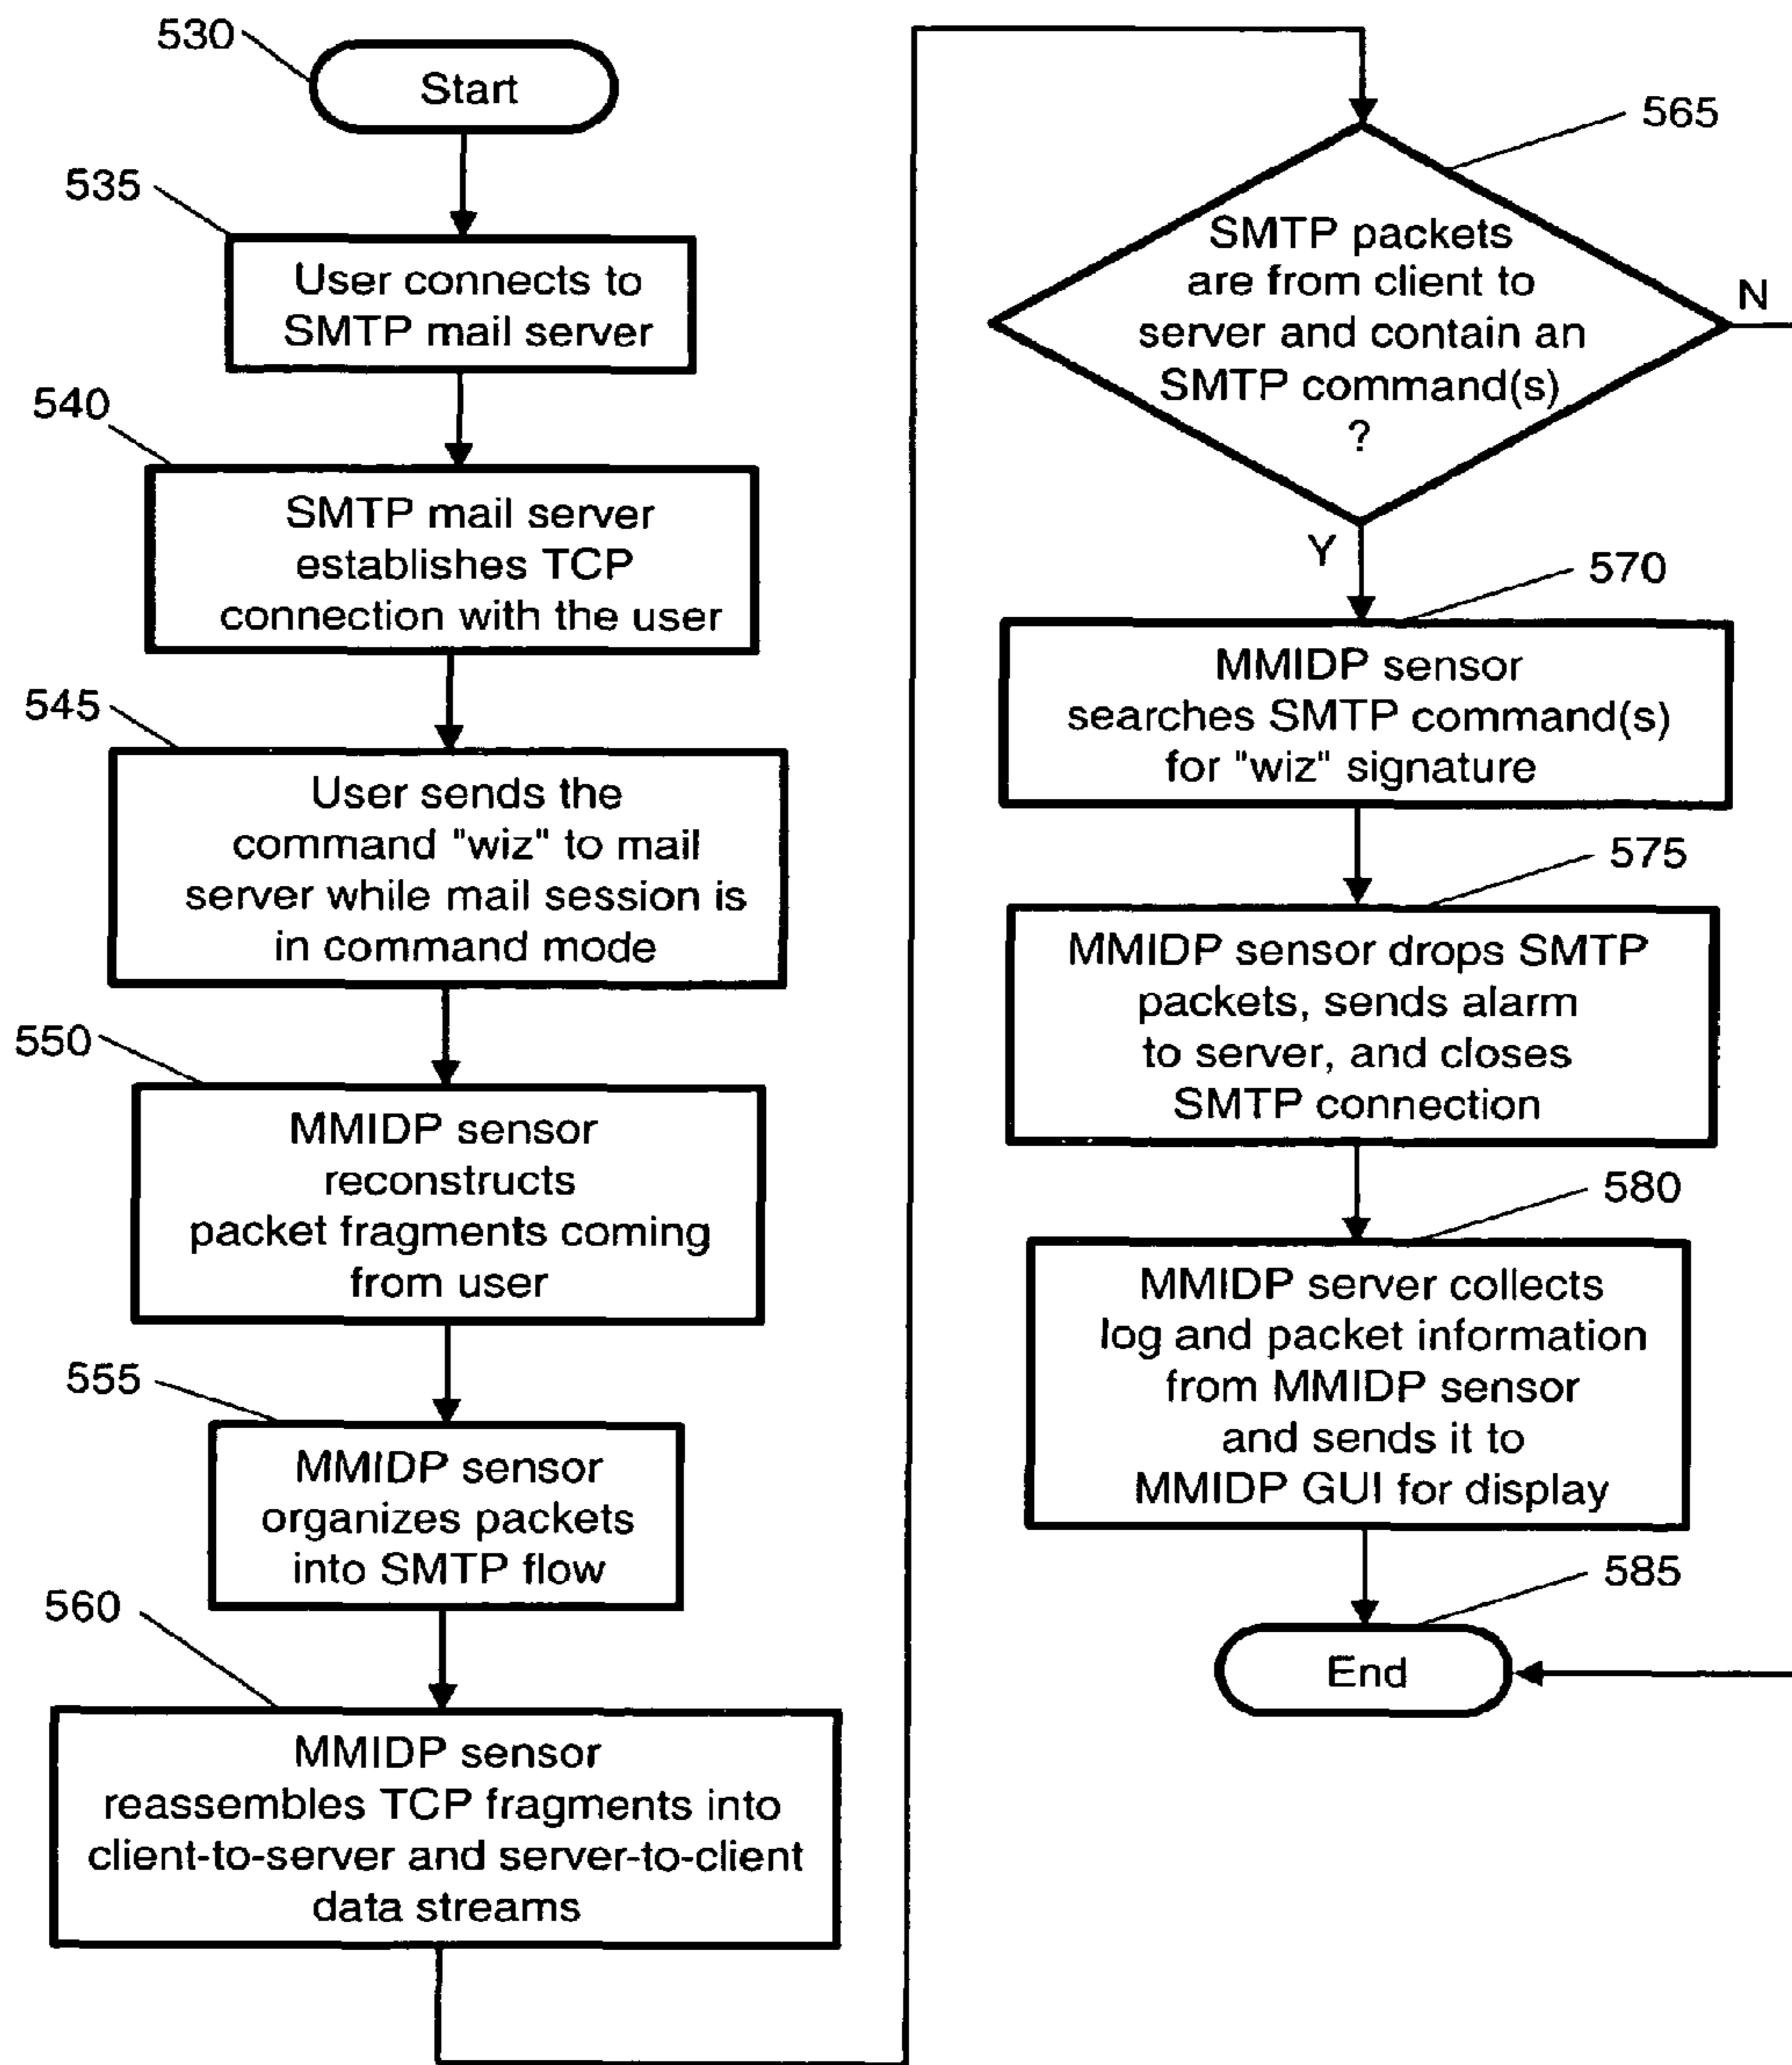 530
Start
535
User connects to
SMTP mail server
540
SMTP mail server
establishes TCP
connection with the user
545
User sends the
command "wiz" to mail
server while mail session is
in command mode
550
MMIDP sensor
reconstructs
packet fragments coming
from user
555
MMIDP sensor
organizes packets
into SMTP flow
560
MMIDP sensor
reassembles TCP fragments into
client-to-server and server-to-client
data streams
565
SMTP packets
are from client to
server and contain an
SMTP command(s)
?
N
Y
570
MMIDP sensor
searches SMTP command(s)
for "wiz" signature
575
MMIDP sensor drops SMTP
packets, sends alarm
to server, and closes
SMTP connection
580
MMIDP server collects
log and packet information
from MMIDP sensor
and sends it to
MMIDP GUI for display
585
End